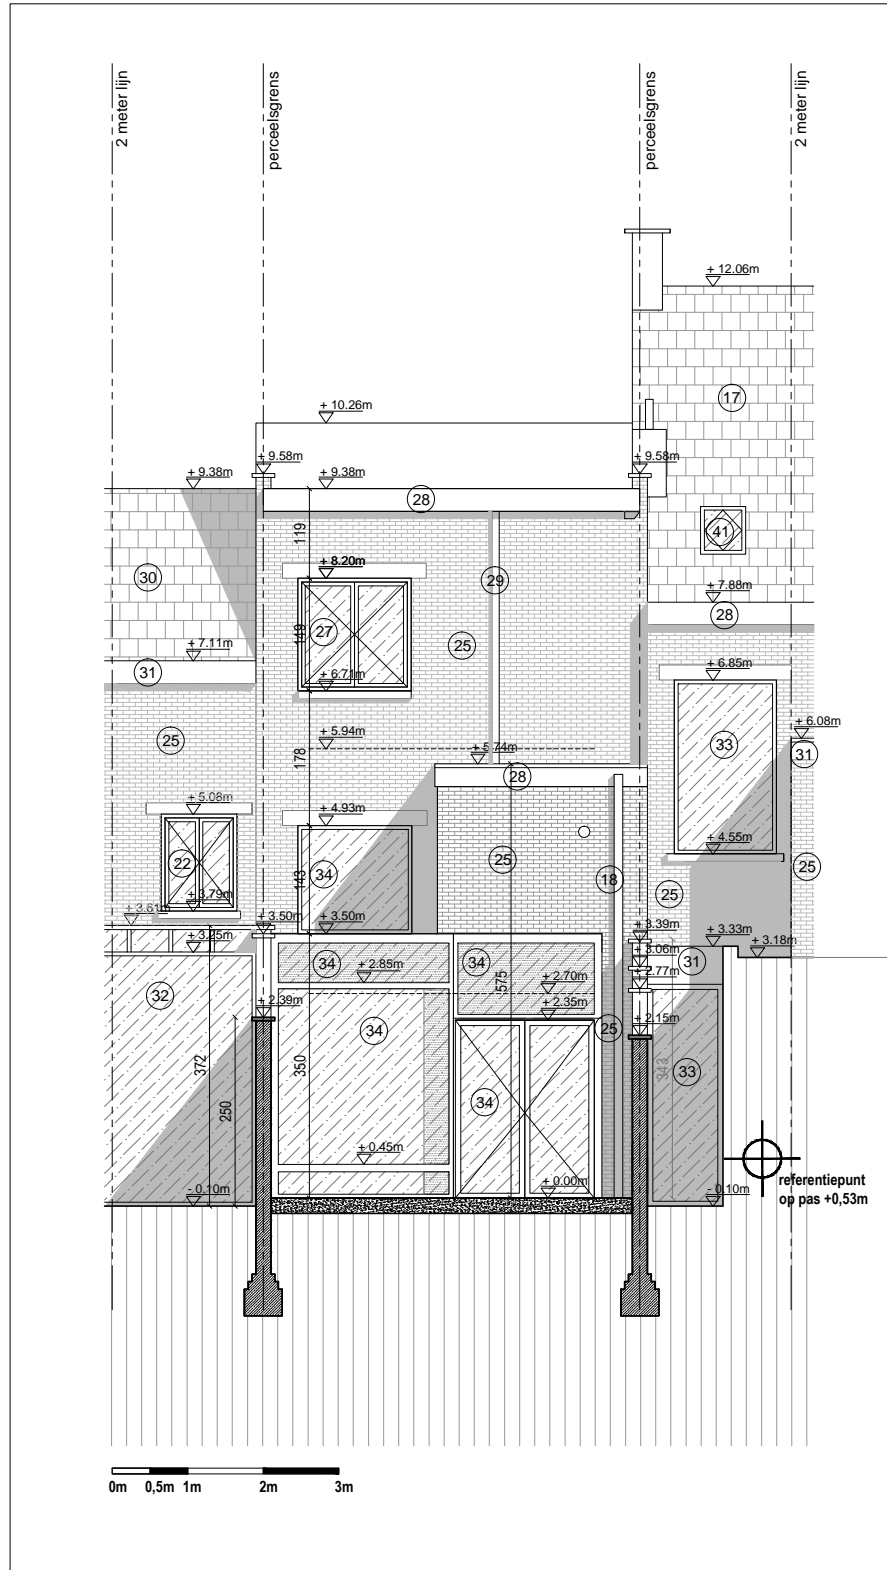 2 meter lijn
perceelsgrens
perceelsgrens
2 meter lijn
+ 12.06m
17
+ 10.26m
+ 9.58m
+ 9.58m
+ 9.38m
+ 9.38m
28
119
41
+ 8.20m
30
29
+ 7.88m
28
27
149
25
+ 7.11m
31
+ 6.71m
+ 6.85m
+ 6.08m
25
+ 5.94m
33
178
+ 5.74m
31
28
+ 5.08m
+ 4.93m
22
25
+ 4.55m
34
143
18
25
25
+ 3.79m
+ 3.61m
+ 3.50m
+ 3.50m
+ 3.39m
+ 3.33m
+ 3.25m
+ 3.18m
+ 3.06m
34
34
31
+ 2.85m
+ 2.77m
+ 2.70m
575
32
+ 2.39m
+ 2.35m
34
25
+ 2.15m
372
350
343
33
250
34
+ 0.45m
- 0.10m
+ 0.00m
- 0.10m
referentiepunt
op pas +0,53m
0m 0,5m 1m 2m 3m